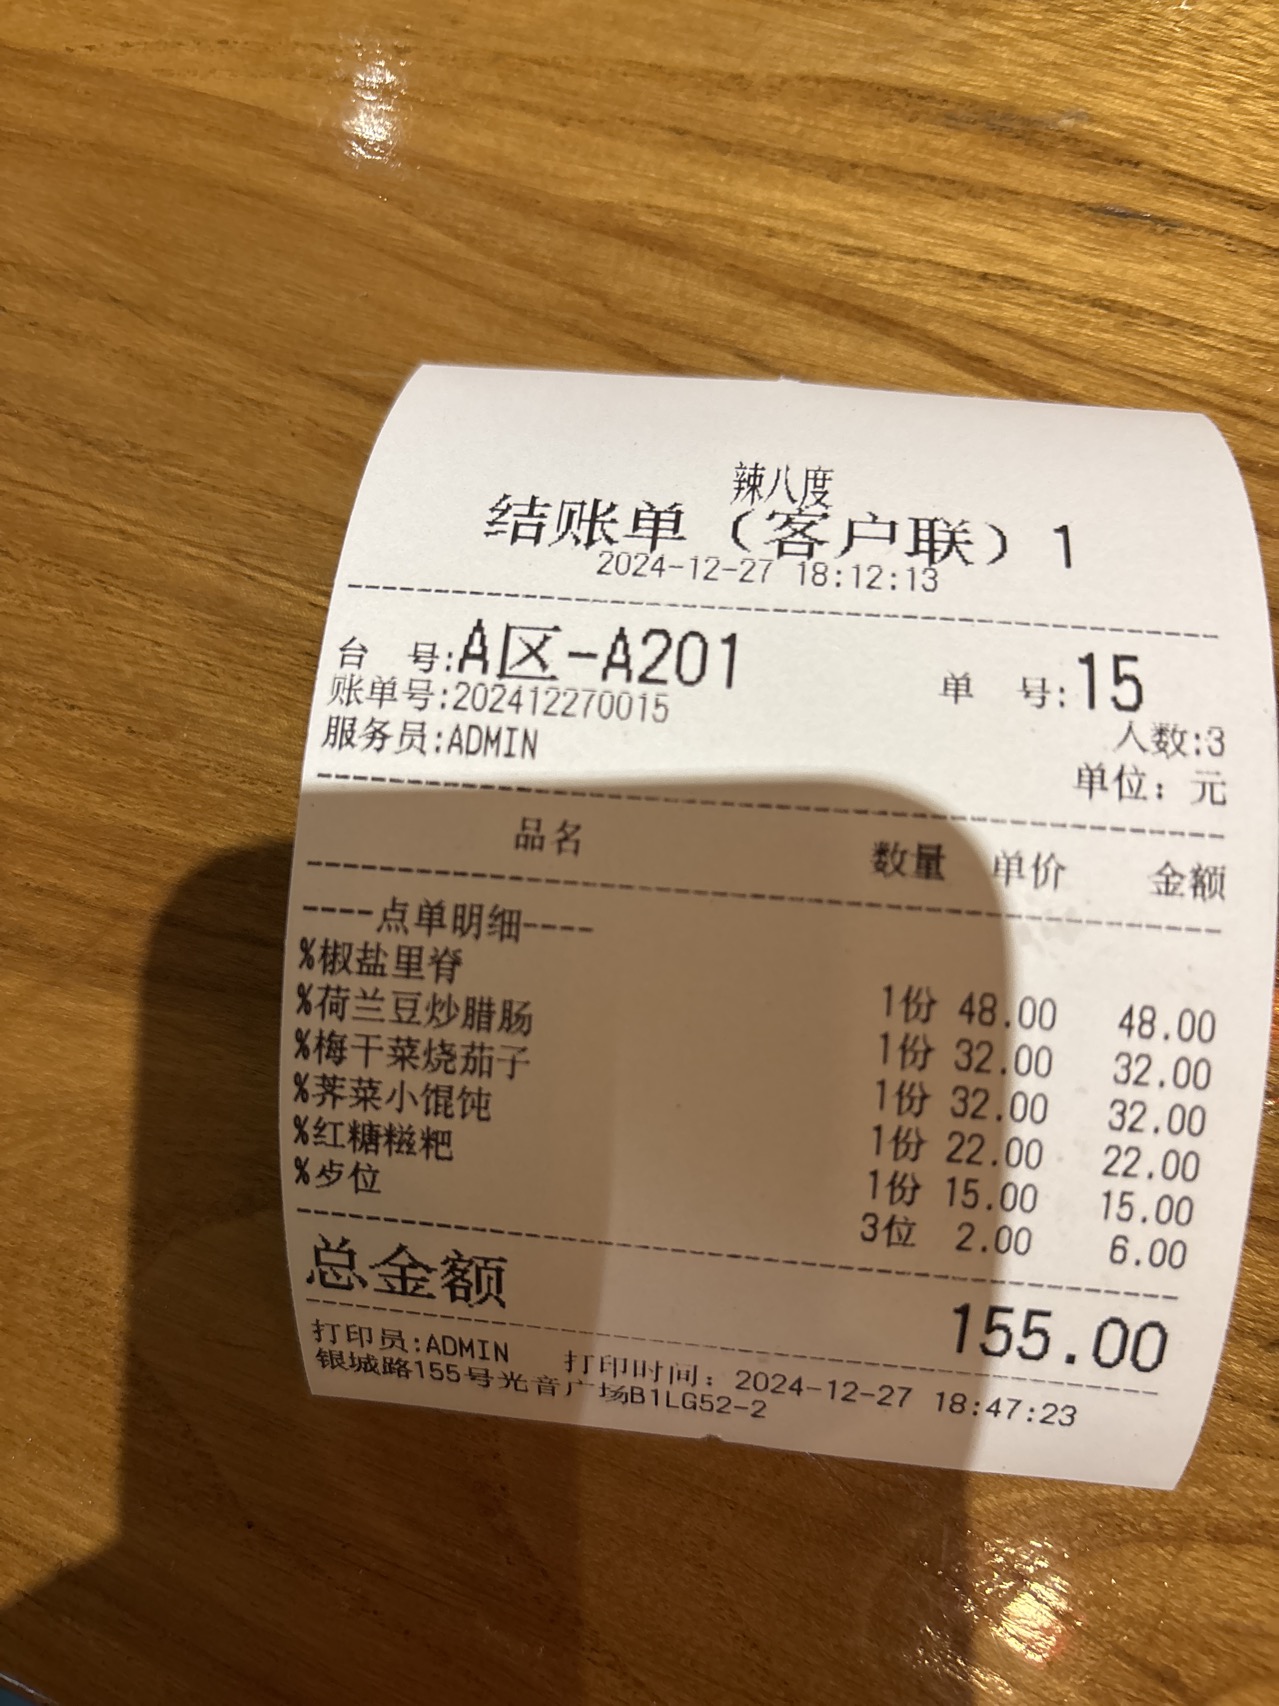 辣八度
结账单（客户联）1
2024-12-27 18:12:13
台 号:A区-A201 单 号:15
账单号:202412270015 人数:3
服务员:ADMIN 单位：元
品名 数量 单价 金额
----点单明细----
%椒盐里脊 1份 48.00 48.00
%荷兰豆炒腊肠 1份 32.00 32.00
%梅干菜烧茄子 1份 32.00 32.00
%荠菜小馄饨 1份 22.00 22.00
%红糖糍粑 1份 15.00 15.00
%歺位 3位 2.00 6.00
总金额 155.00
打印员:ADMIN 打印时间：2024-12-27 18:47:23
银城路155号光音广场B1LG52-2